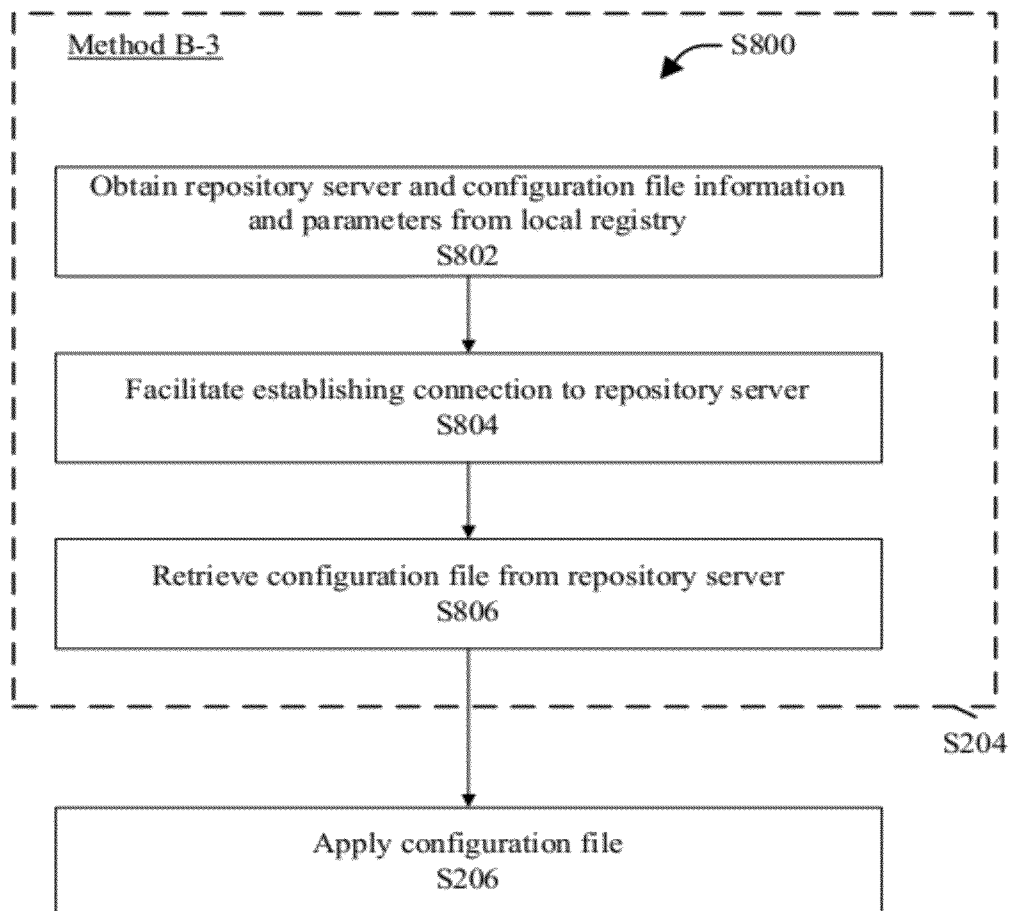 Method B-3
S800
Obtain repository server and configuration file information
and parameters from local registry
S802
Facilitate establishing connection to repository server
S804
Retrieve configuration file from repository server
S806
S204
Apply configuration file
S206